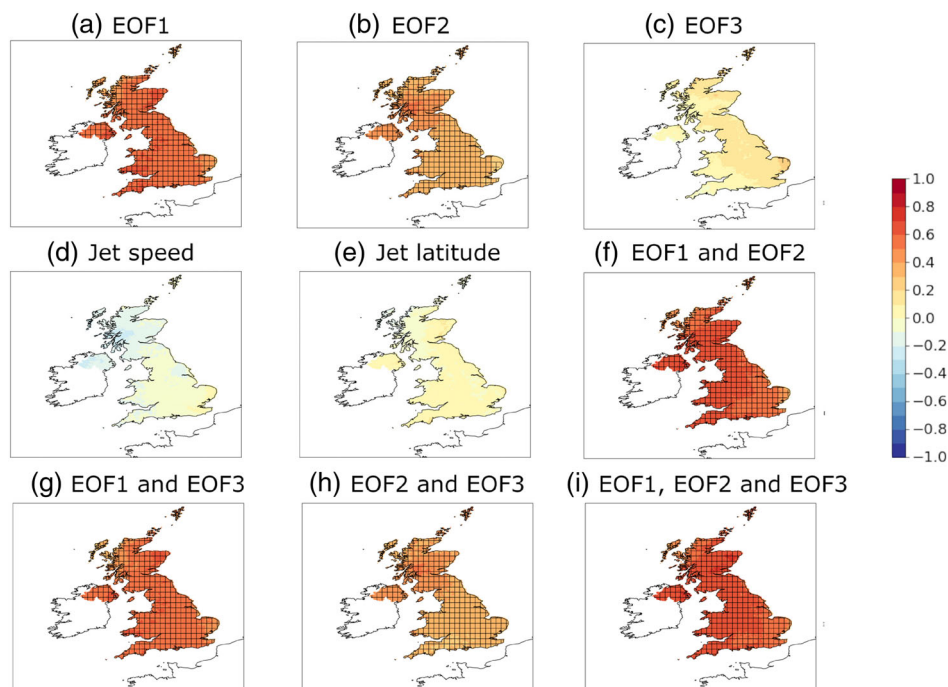 (a) EOF1
(b) EOF2
(c) EOF3
(d) Jet speed
(e) Jet latitude
(f) EOF1 and EOF2
1.0
0.8
0.6
0.4
0.2
0.0
−0.2
−0.4
−0.6
−0.8
−1.0
(g) EOF1 and EOF3
(h) EOF2 and EOF3
(i) EOF1, EOF2 and EOF3